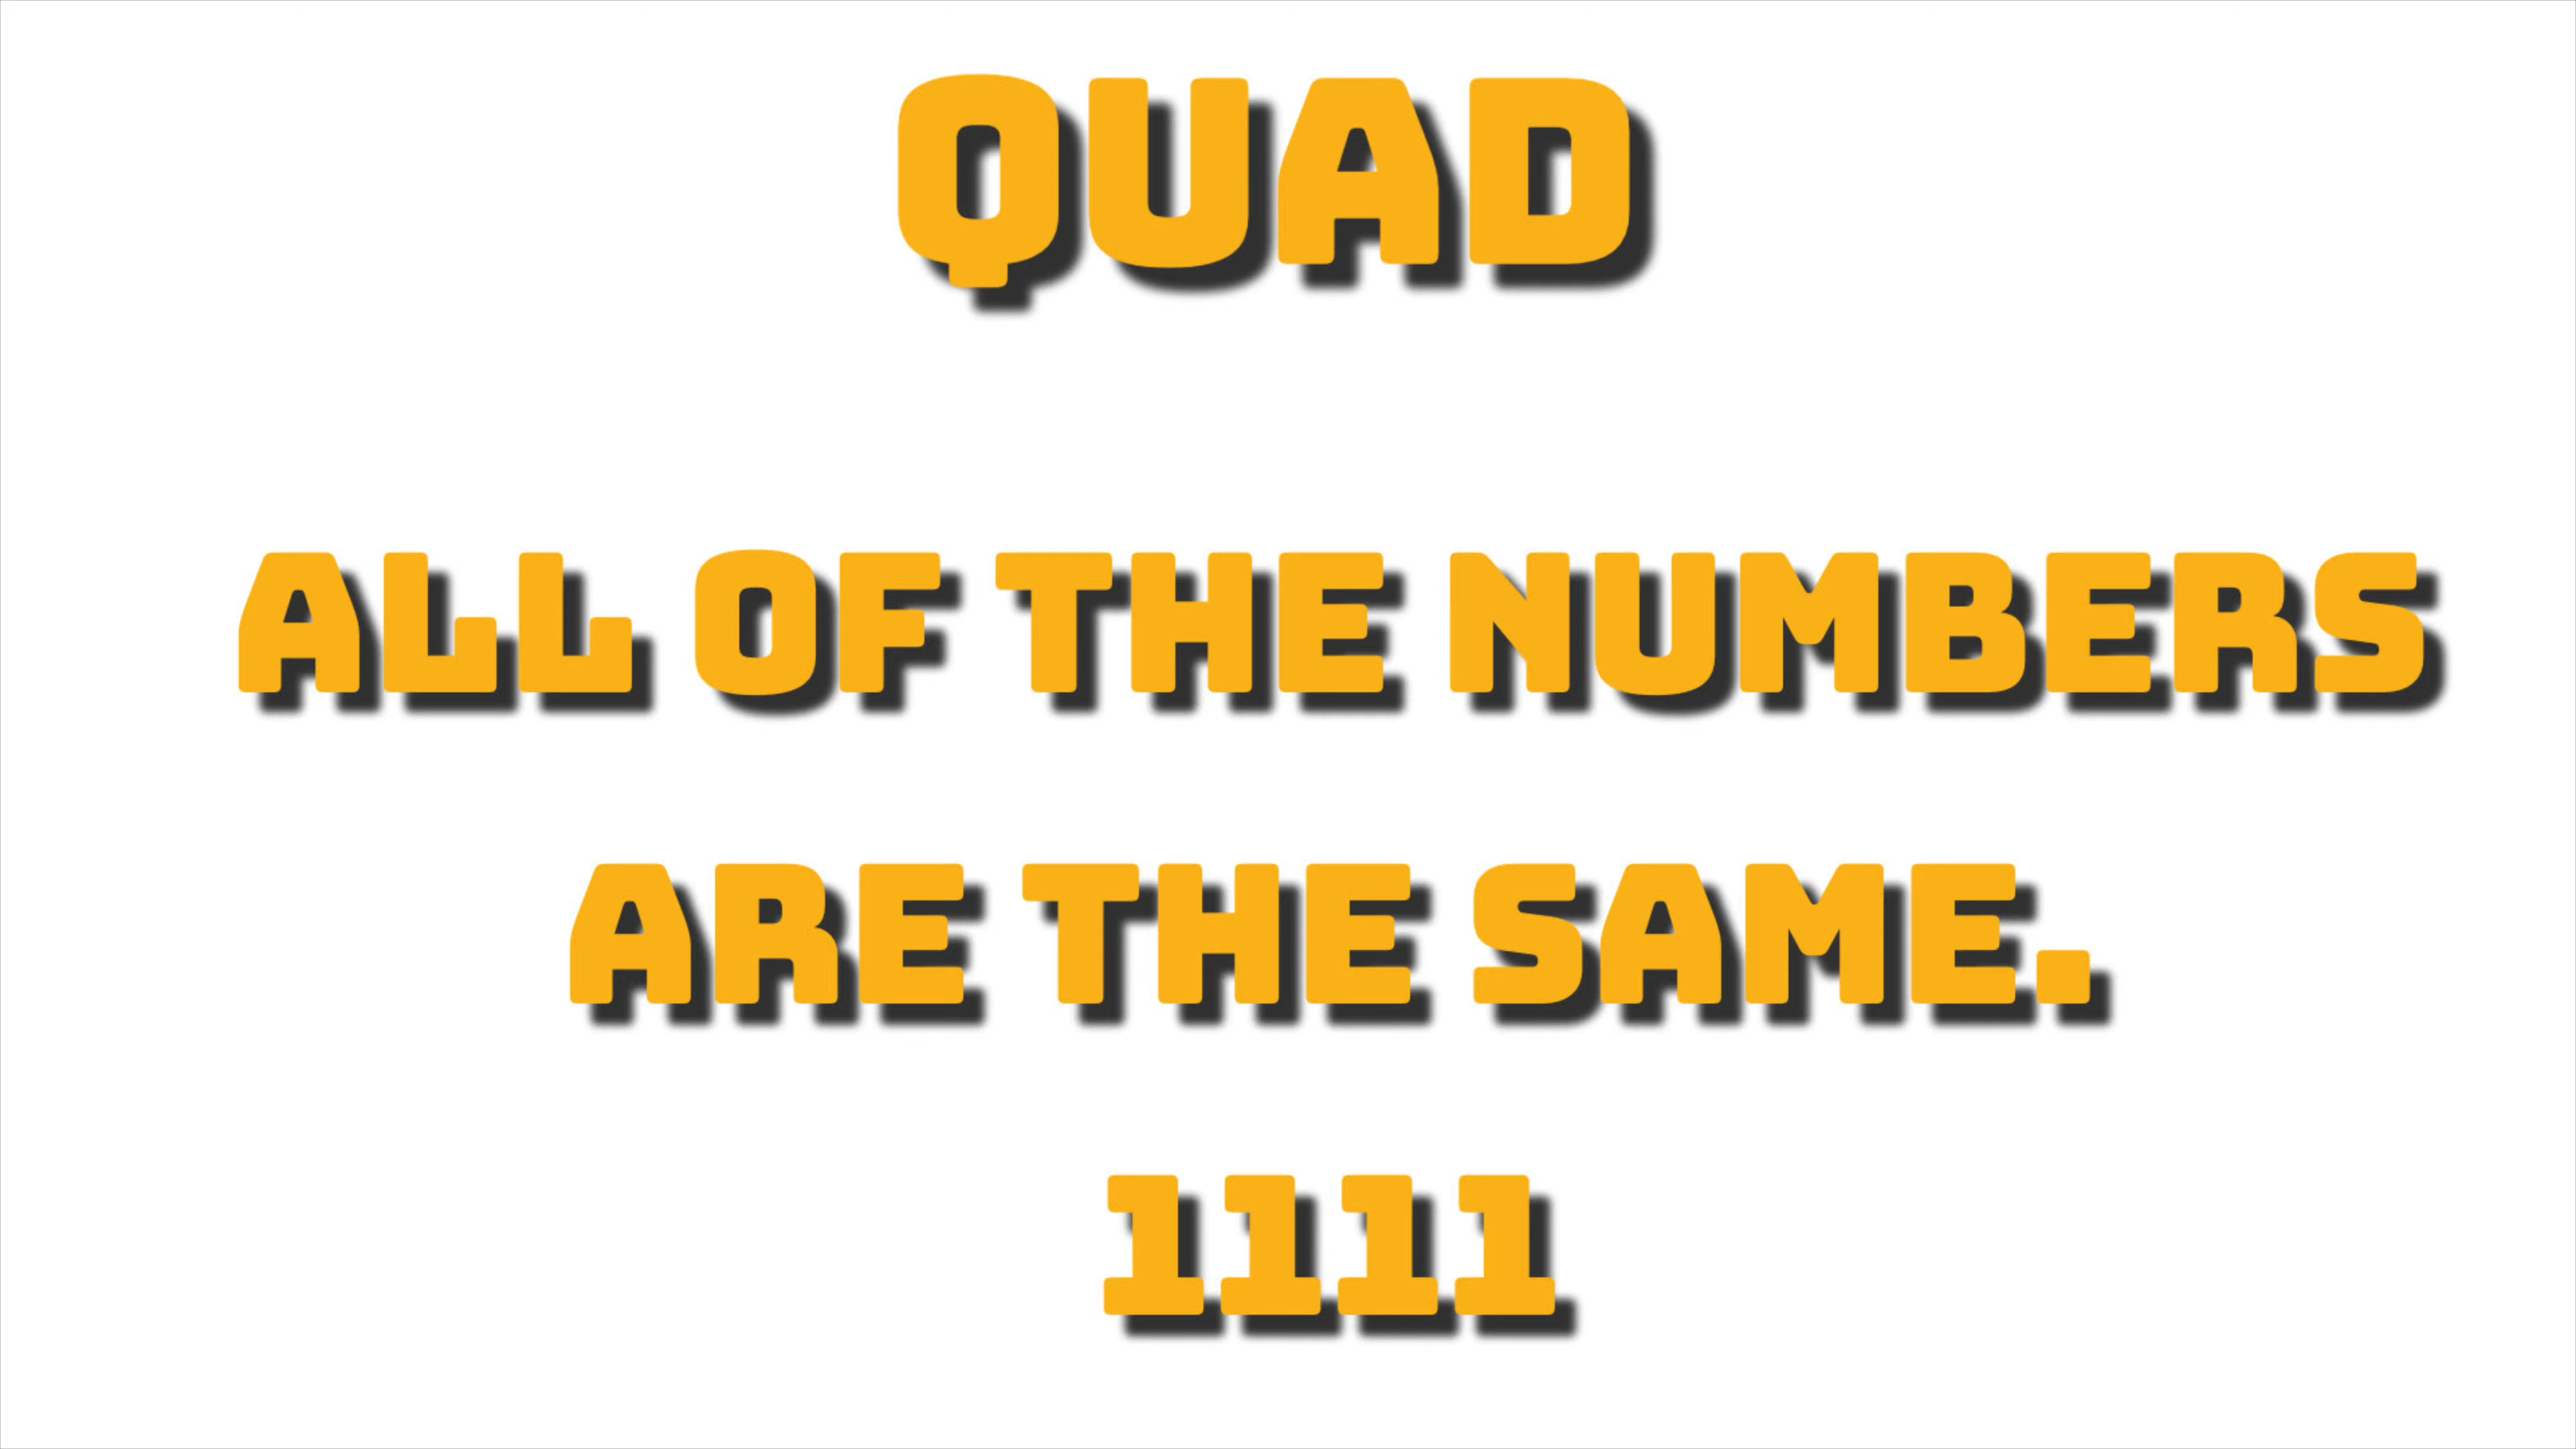 QUAD
ALL OF THE NUMBERS
ARE THE SAME.
1111